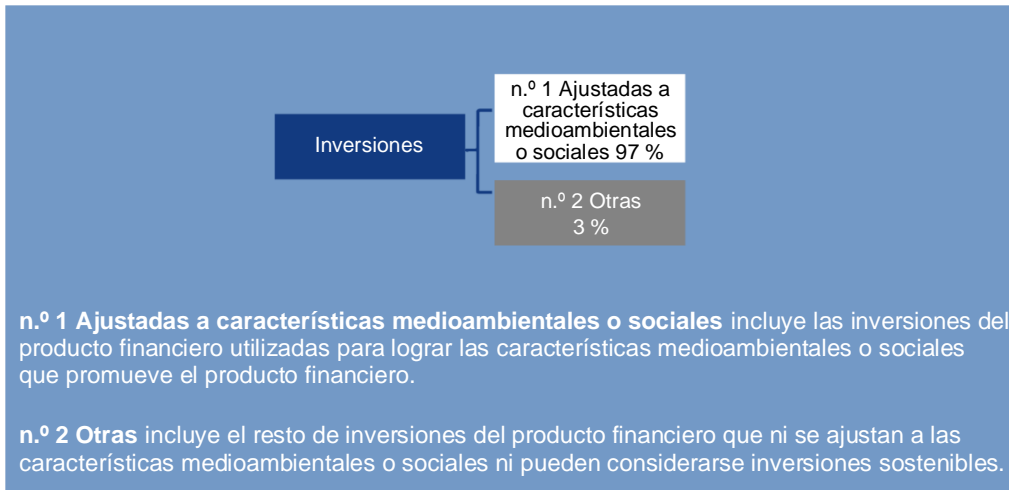 n.º 1 Ajustadas a
características
medioambientales
o sociales 97 %
Inversiones
n.º 2 Otras
3 %
n.º 1 Ajustadas a características medioambientales o sociales incluye las inversiones del
producto financiero utilizadas para lograr las características medioambientales o sociales
que promueve el producto financiero.
n.º 2 Otras incluye el resto de inversiones del producto financiero que ni se ajustan a las
características medioambientales o sociales ni pueden considerarse inversiones sostenibles.